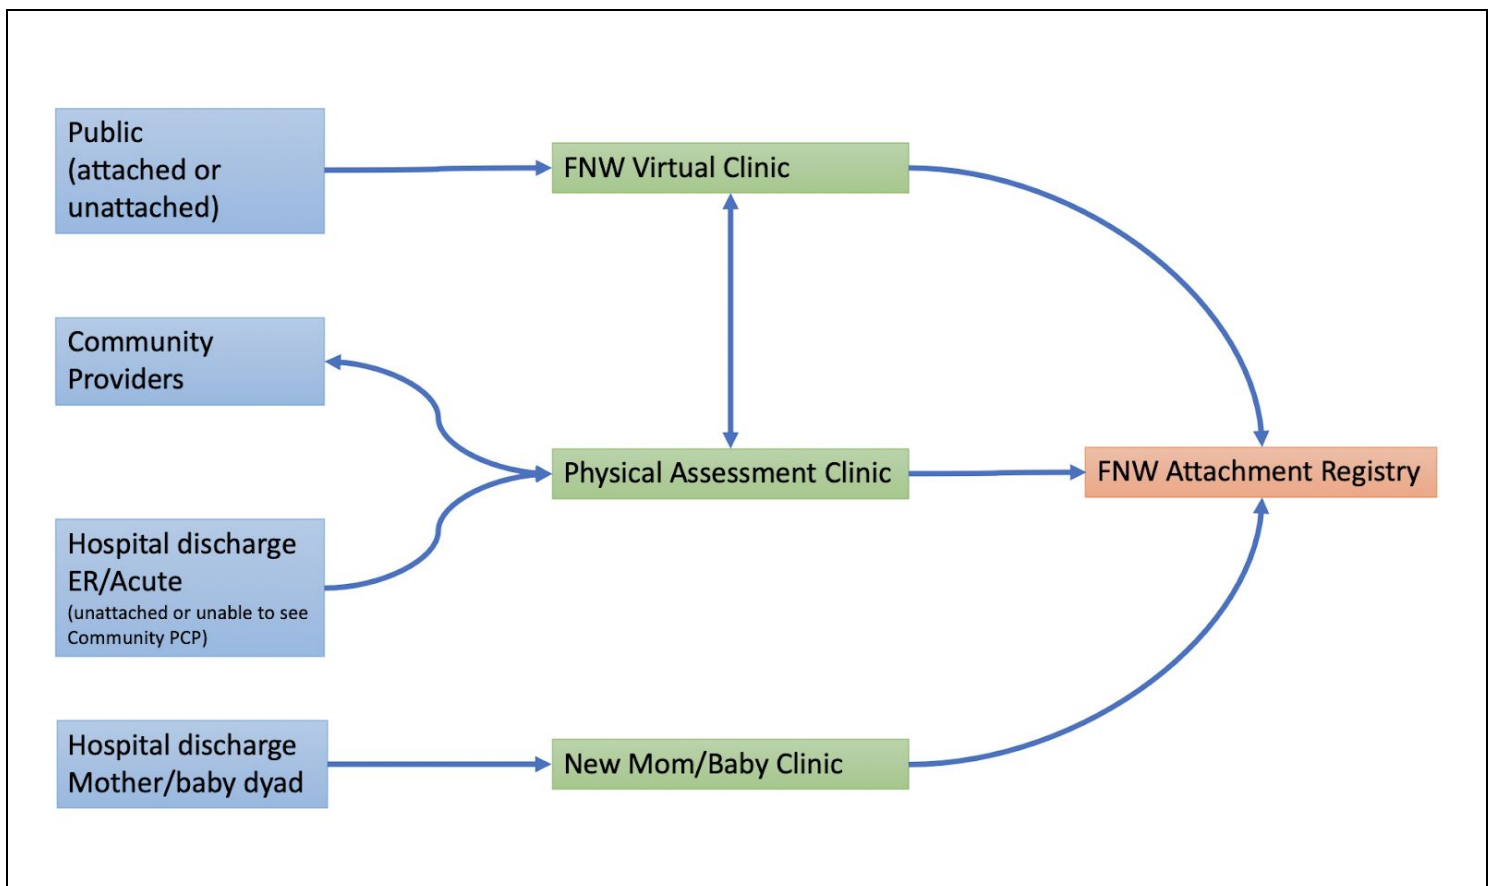 Public
(attached or
unattached)
FNW Virtual Clinic
Community
Providers
Physical Assessment Clinic
FNW Attachment Registry
Hospital discharge
ER/Acute
(unattached or unable to see
Community PCP)
Hospital discharge
Mother/baby dyad
New Mom/Baby Clinic